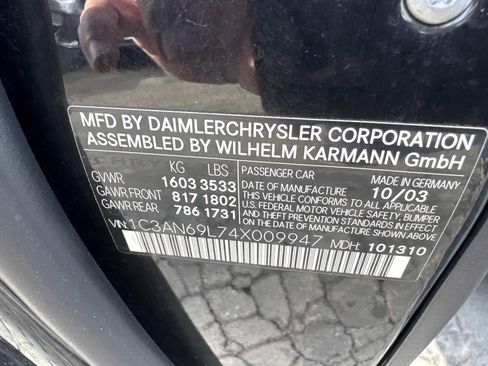 MFD BY DAIMLERCHRYSLER CORPORATION
ASSEMBLED BY WILHELM KARMANN GmbH
KG LBS PASSENGER CAR MADE IN GERMANY
GVWR 1603 3533 DATE OF MANUFACTURE 10/03
GAWR FRONT 817 1802 THIS VEHICLE CONFORMS TO ALL APPLICABLE
GAWR REAR 786 1731 U.S. FEDERAL MOTOR VEHICLE SAFETY, BUMPER
AND THEFT PREVENTION STANDARDS IN EFFECT
ON THE DATE OF MANUFACTURE SHOWN ABOVE.
VIN: 1C3AN69L74X009947 MDH: 101310